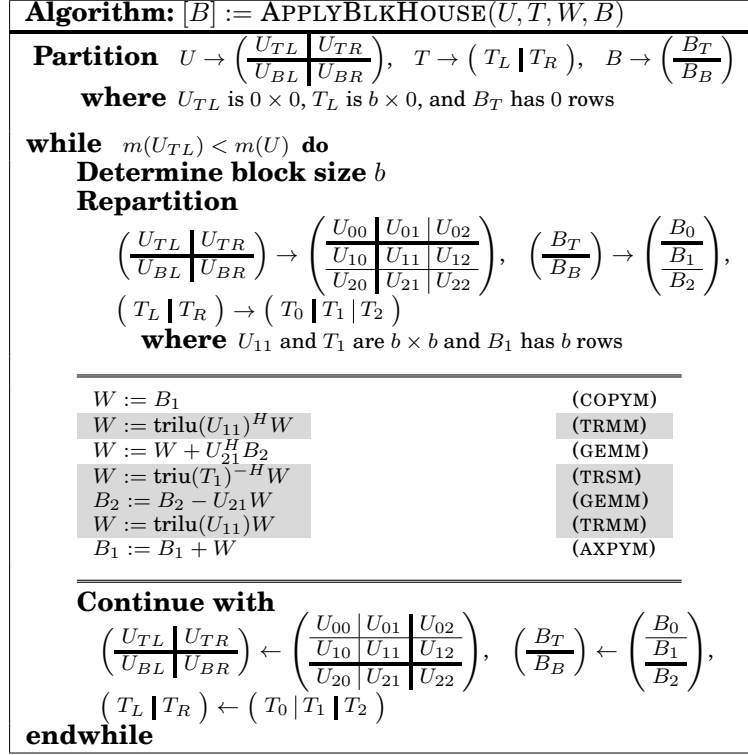 Algorithm: [B] := APPLYBLKHOUSE(U, T, W, B)
Partition U → ( U_TL | U_TR / U_BL | U_BR ), T → ( T_L | T_R ), B → ( B_T / B_B )
where U_TL is 0 × 0, T_L is b × 0, and B_T has 0 rows
while m(U_TL) < m(U) do
Determine block size b
Repartition
( U_TL | U_TR / U_BL | U_BR ) → ( U_00 | U_01 | U_02 / U_10 | U_11 | U_12 / U_20 | U_21 | U_22 ), ( B_T / B_B ) → ( B_0 / B_1 / B_2 ),
( T_L | T_R ) → ( T_0 | T_1 | T_2 )
where U_11 and T_1 are b × b and B_1 has b rows
W := B_1 (COPYM)
W := trilu(U_11)^H W (TRMM)
W := W + U_21^H B_2 (GEMM)
W := triu(T_1)^−H W (TRSM)
B_2 := B_2 − U_21 W (GEMM)
W := trilu(U_11)W (TRMM)
B_1 := B_1 + W (AXPYM)
Continue with
( U_TL | U_TR / U_BL | U_BR ) ← ( U_00 | U_01 | U_02 / U_10 | U_11 | U_12 / U_20 | U_21 | U_22 ), ( B_T / B_B ) ← ( B_0 / B_1 / B_2 ),
( T_L | T_R ) ← ( T_0 | T_1 | T_2 )
endwhile